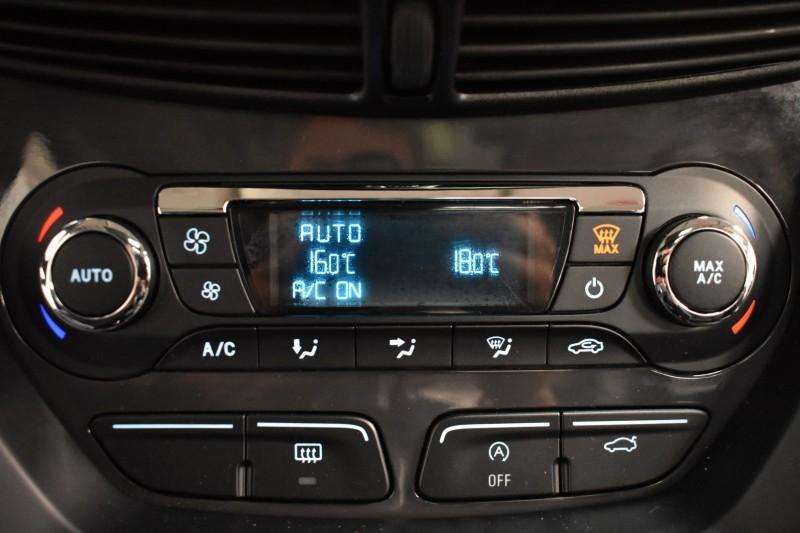 AUTO
16.0°C 18.0°C
A/C ON
MAX
AUTO
MAX
A/C
A/C
A
OFF